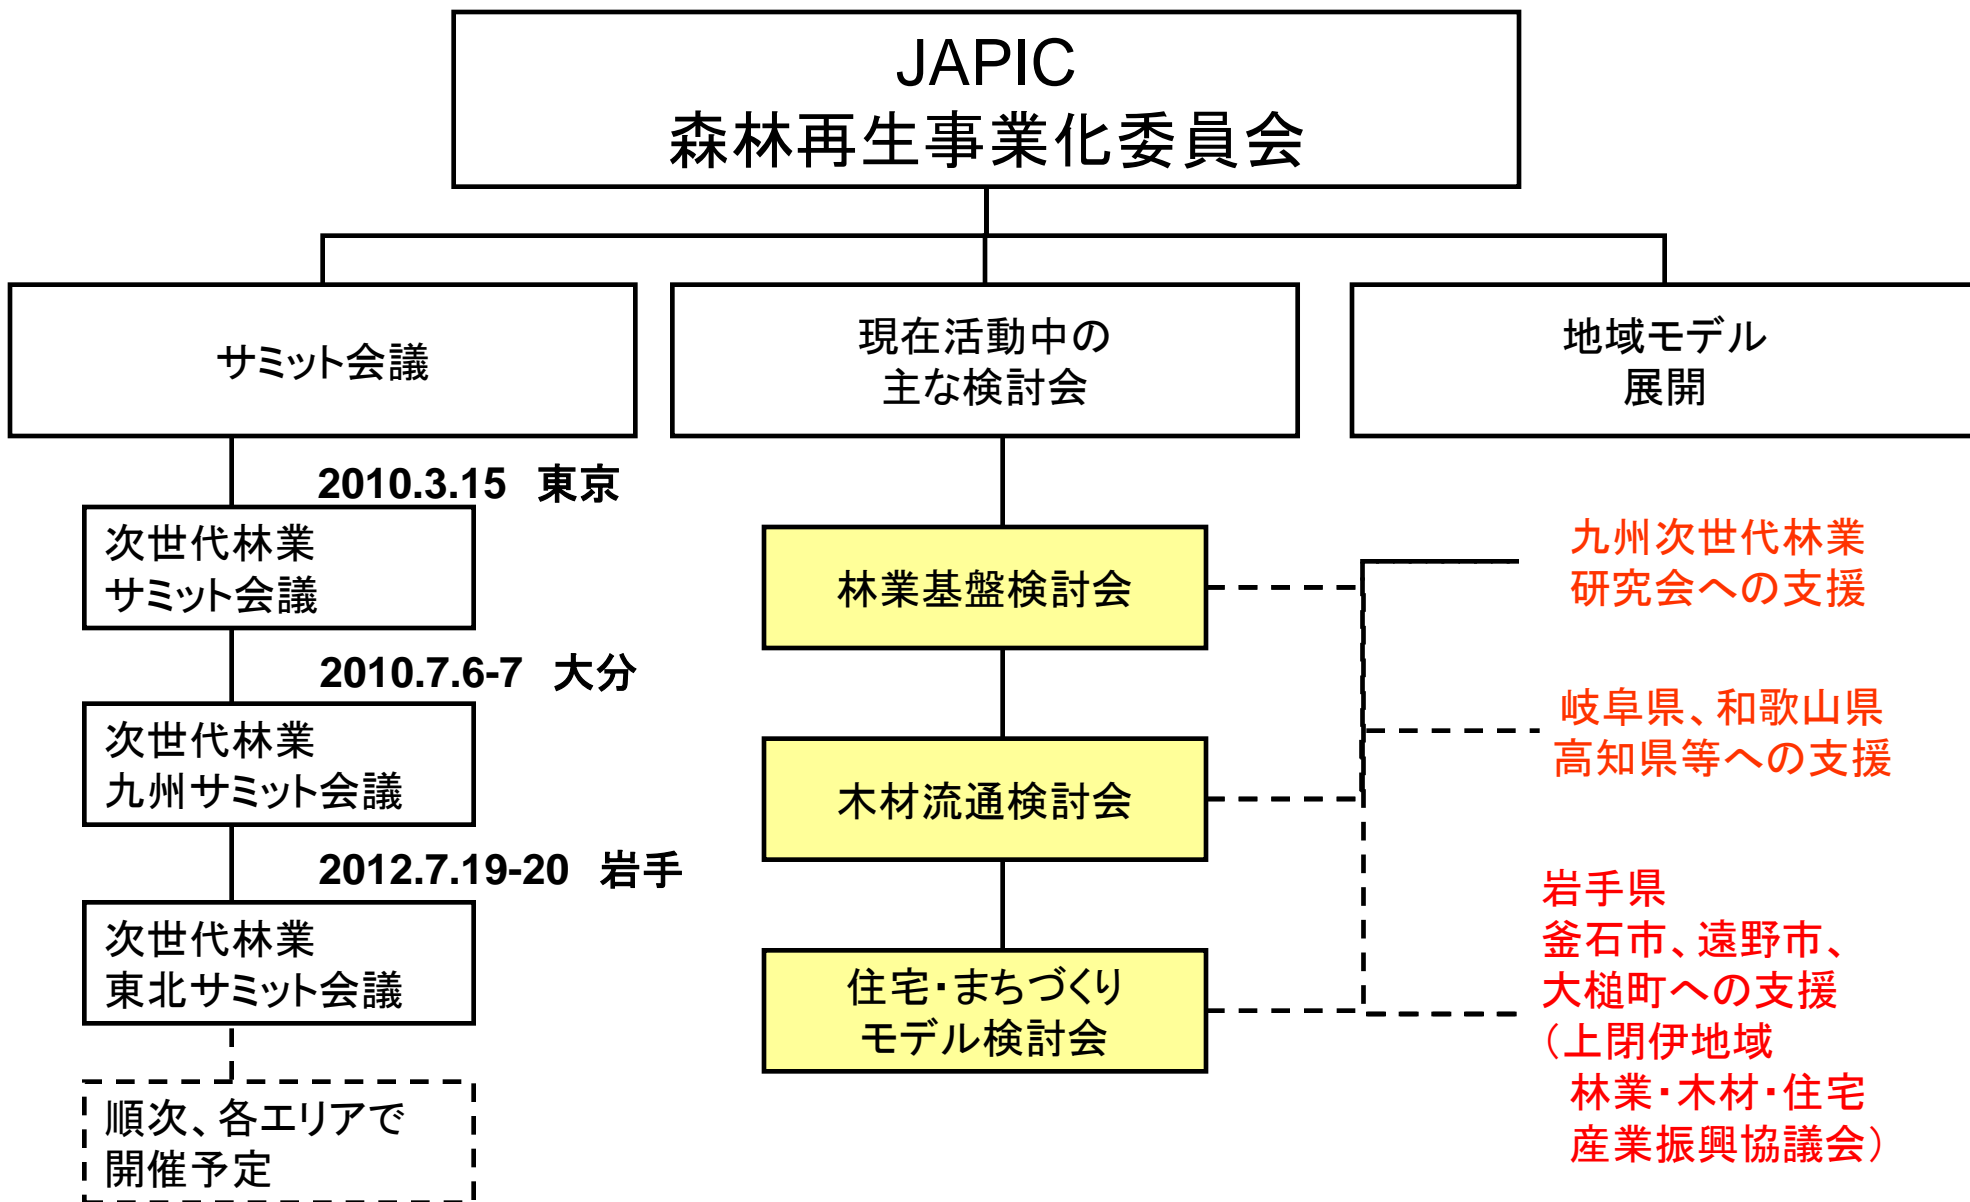 JAPIC
森林再生事業化委員会
サミット会議
2010.3.15 東京
次世代林業
サミット会議
2010.7.6-7 大分
次世代林業
九州サミット会議
2012.7.19-20 岩手
次世代林業
東北サミット会議
順次、各エリアで
開催予定
現在活動中の
主な検討会
林業基盤検討会
木材流通検討会
住宅・まちづくり
モデル検討会
地域モデル
展開
九州次世代林業
研究会への支援
岐阜県、和歌山県
高知県等への支援
岩手県
釜石市、遠野市、
大槌町への支援
（上閉伊地域
林業・木材・住宅
産業振興協議会）